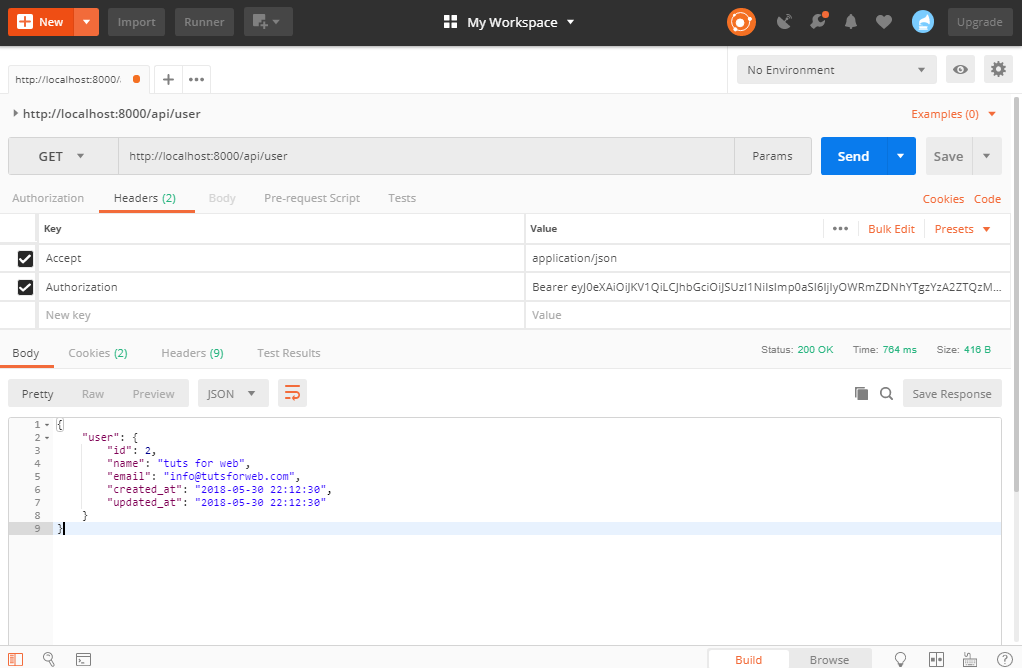 New Import Runner My Workspace Upgrade
http://localhost:8000/a No Environment
http://localhost:8000/api/user Examples (0)
GET http://localhost:8000/api/user Params Send Save
Authorization Headers (2) Body Pre-request Script Tests Cookies Code
Key Value ••• Bulk Edit Presets
Accept application/json
Authorization Bearer eyJ0eXAiOiJKV1QiLCJhbGciOiJSUzI1NiIsImp0aSI6IjIyOWRmZDNhYTgzYzA2ZTQzM...
New key Value
Body Cookies (2) Headers (9) Test Results Status: 200 OK Time: 764 ms Size: 416 B
Pretty Raw Preview JSON Save Response
1 {
2 "user": {
3 "id": 2,
4 "name": "tuts for web",
5 "email": "info@tutsforweb.com",
6 "created_at": "2018-05-30 22:12:30",
7 "updated_at": "2018-05-30 22:12:30"
8 }
9 }
Build Browse